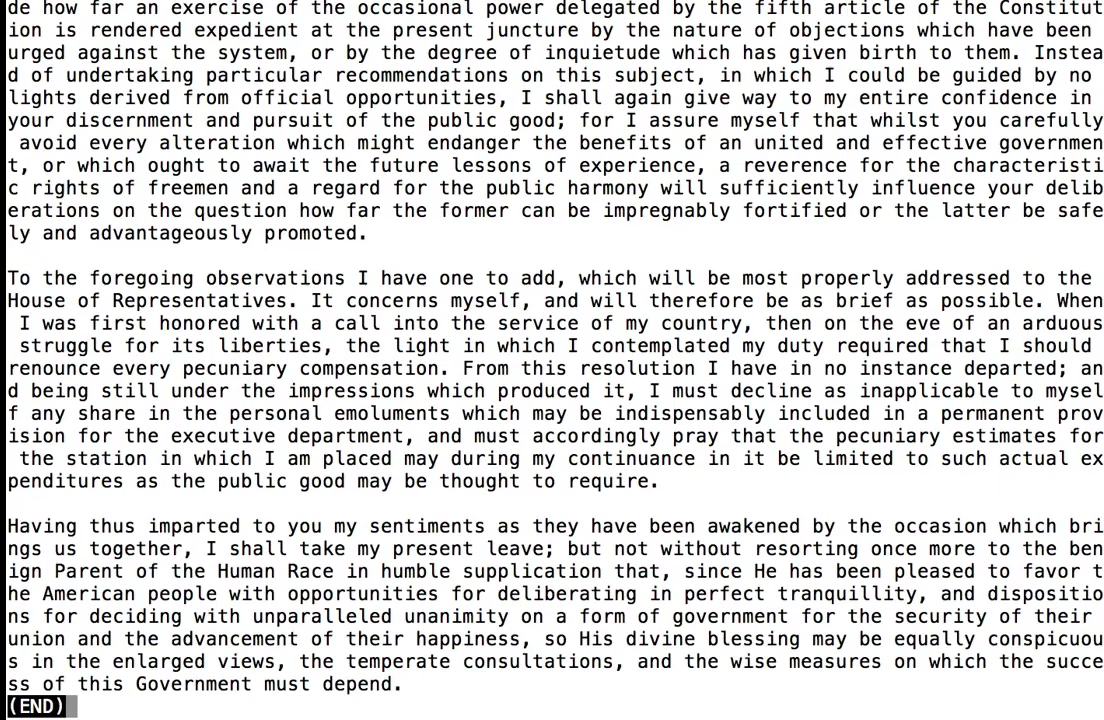 de how far an exercise of the occasional power delegated by the fifth article of the Constitut
ion is rendered expedient at the present juncture by the nature of objections which have been
urged against the system, or by the degree of inquietude which has given birth to them. Instea
d of undertaking particular recommendations on this subject, in which I could be guided by no
lights derived from official opportunities, I shall again give way to my entire confidence in
your discernment and pursuit of the public good; for I assure myself that whilst you carefully
 avoid every alteration which might endanger the benefits of an united and effective governmen
t, or which ought to await the future lessons of experience, a reverence for the characteristi
c rights of freemen and a regard for the public harmony will sufficiently influence your delib
erations on the question how far the former can be impregnably fortified or the latter be safe
ly and advantageously promoted.

To the foregoing observations I have one to add, which will be most properly addressed to the
House of Representatives. It concerns myself, and will therefore be as brief as possible. When
 I was first honored with a call into the service of my country, then on the eve of an arduous
 struggle for its liberties, the light in which I contemplated my duty required that I should
renounce every pecuniary compensation. From this resolution I have in no instance departed; an
d being still under the impressions which produced it, I must decline as inapplicable to mysel
f any share in the personal emoluments which may be indispensably included in a permanent prov
ision for the executive department, and must accordingly pray that the pecuniary estimates for
 the station in which I am placed may during my continuance in it be limited to such actual ex
penditures as the public good may be thought to require.

Having thus imparted to you my sentiments as they have been awakened by the occasion which bri
ngs us together, I shall take my present leave; but not without resorting once more to the ben
ign Parent of the Human Race in humble supplication that, since He has been pleased to favor t
he American people with opportunities for deliberating in perfect tranquillity, and dispositio
ns for deciding with unparalleled unanimity on a form of government for the security of their
union and the advancement of their happiness, so His divine blessing may be equally conspicuou
s in the enlarged views, the temperate consultations, and the wise measures on which the succe
ss of this Government must depend.
(END)